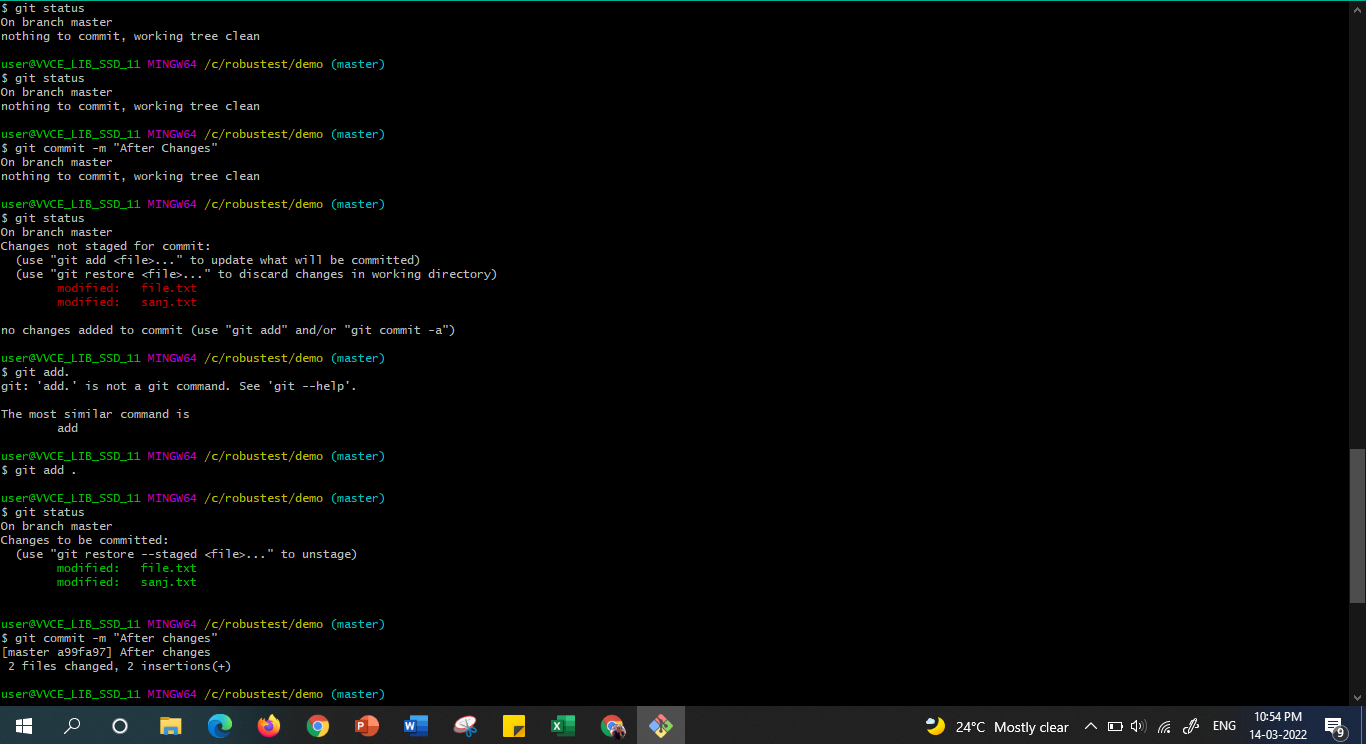 $ git status
On branch master
nothing to commit, working tree clean
user@VVCE_LIB_SSD_11 MINGW64 /c/robustest/demo (master)
$ git status
On branch master
nothing to commit, working tree clean
user@VVCE_LIB_SSD_11 MINGW64 /c/robustest/demo (master)
$ git commit -m "After Changes"
On branch master
nothing to commit, working tree clean
user@VVCE_LIB_SSD_11 MINGW64 /c/robustest/demo (master)
$ git status
On branch master
Changes not staged for commit:
  (use "git add <file>..." to update what will be committed)
  (use "git restore <file>..." to discard changes in working directory)
        modified:   file.txt
        modified:   sanj.txt
no changes added to commit (use "git add" and/or "git commit -a")
user@VVCE_LIB_SSD_11 MINGW64 /c/robustest/demo (master)
$ git add.
git: 'add.' is not a git command. See 'git --help'.
The most similar command is
        add
user@VVCE_LIB_SSD_11 MINGW64 /c/robustest/demo (master)
$ git add .
user@VVCE_LIB_SSD_11 MINGW64 /c/robustest/demo (master)
$ git status
On branch master
Changes to be committed:
  (use "git restore --staged <file>..." to unstage)
        modified:   file.txt
        modified:   sanj.txt
user@VVCE_LIB_SSD_11 MINGW64 /c/robustest/demo (master)
$ git commit -m "After changes"
[master a99fa97] After changes
 2 files changed, 2 insertions(+)
user@VVCE_LIB_SSD_11 MINGW64 /c/robustest/demo (master)
24°C Mostly clear ENG 10:54 PM
14-03-2022
9